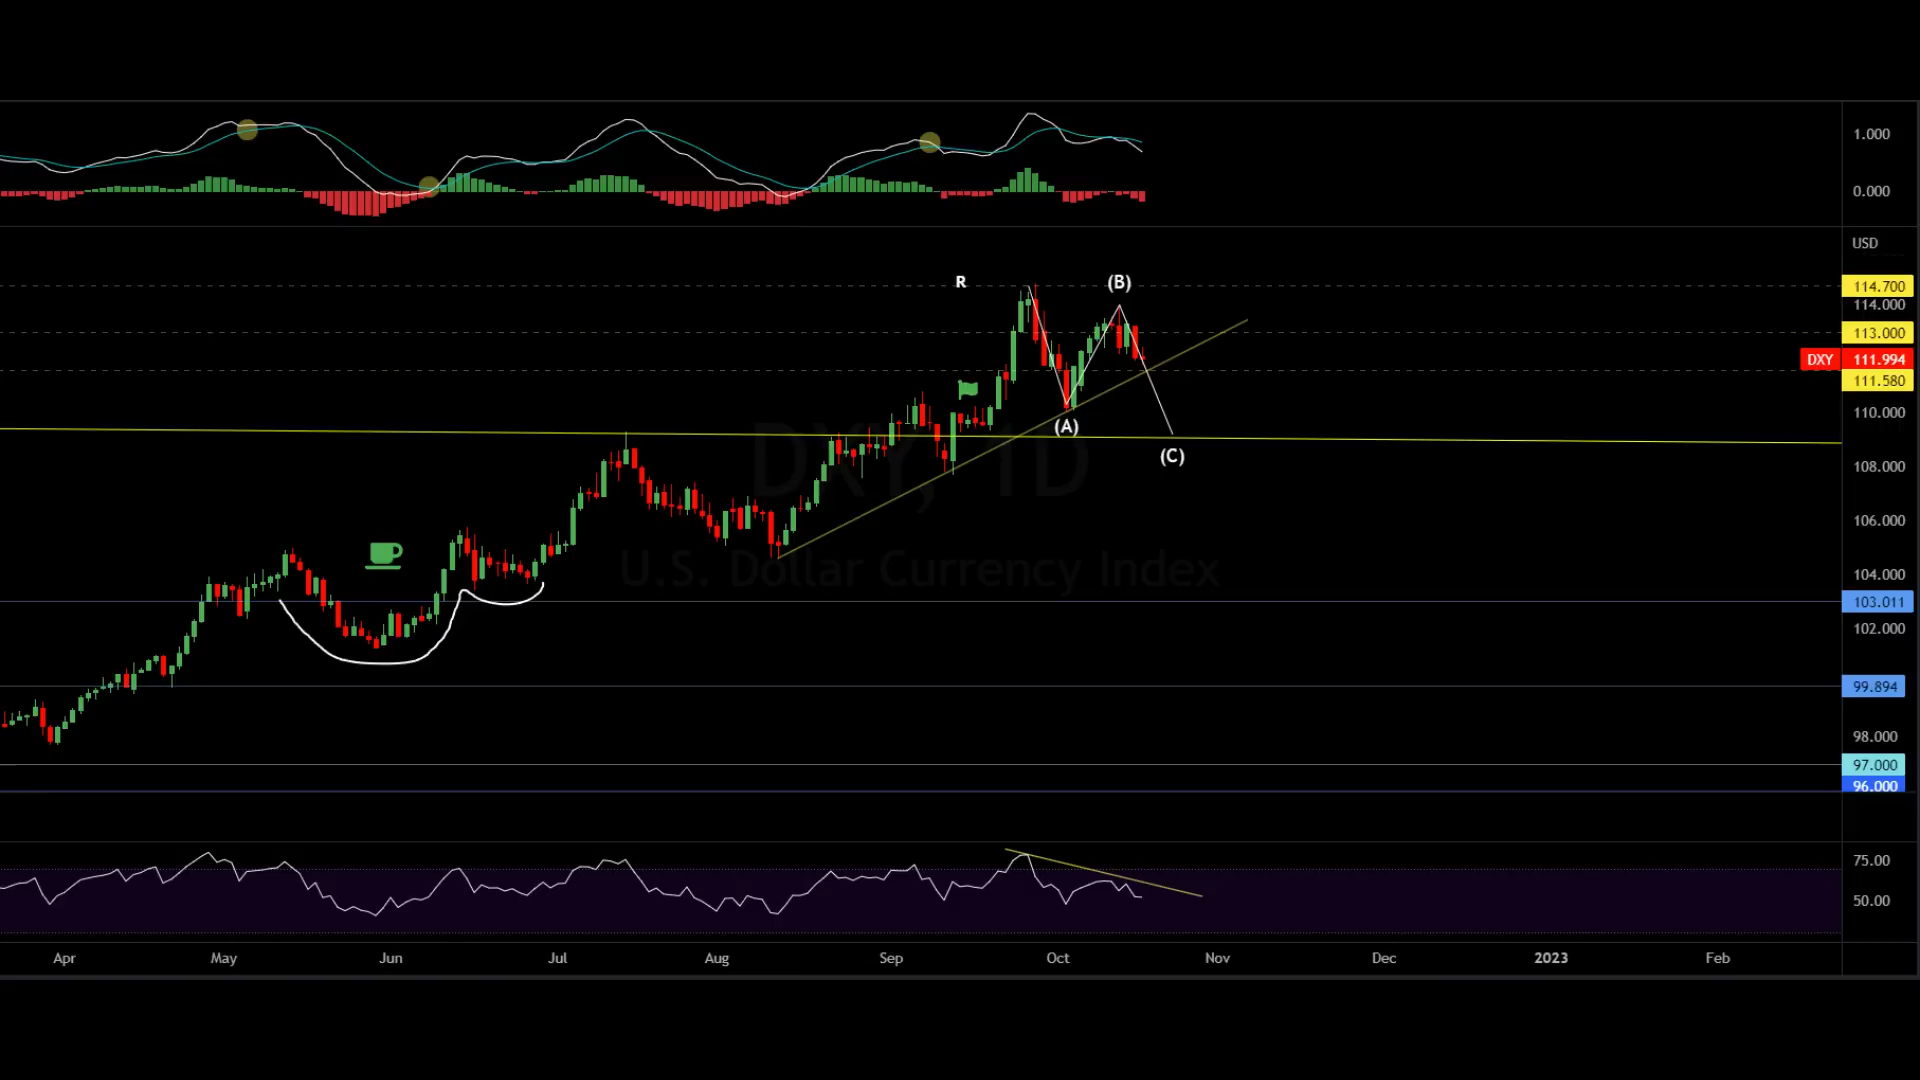 1.000
0.000
USD
R
(B)
114.700
114.000
113.000
DXY 111.994
111.580
110.000
(A)
(C)
DXY, 1D
108.000
106.000
U.S. Dollar Currency Index
104.000
103.011
102.000
99.894
98.000
97.000
96.000
75.00
50.00
Apr May Jun Jul Aug Sep Oct Nov Dec 2023 Feb